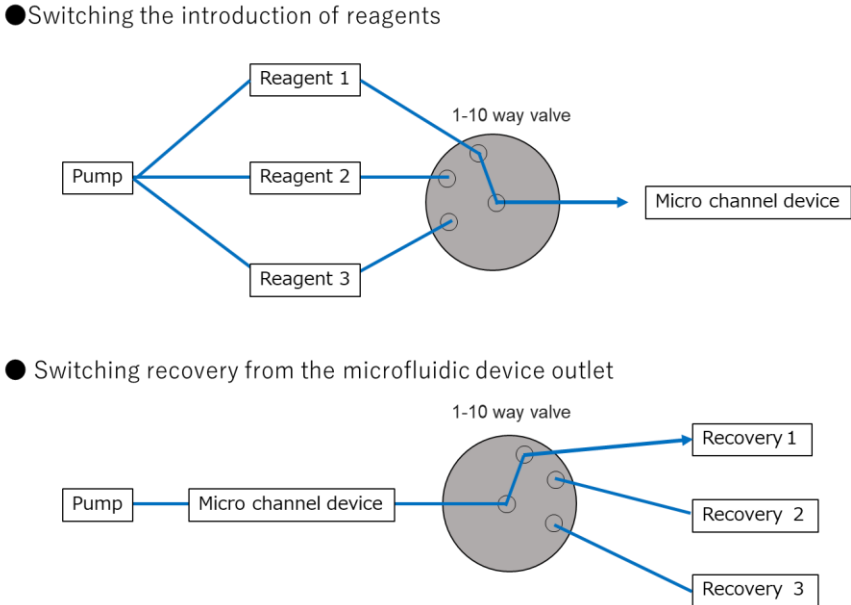 ●Switching the introduction of reagents
Reagent 1
1-10 way valve
Pump
Reagent 2
Micro channel device
Reagent 3
● Switching recovery from the microfluidic device outlet
1-10 way valve
Recovery 1
Pump
Micro channel device
Recovery 2
Recovery 3